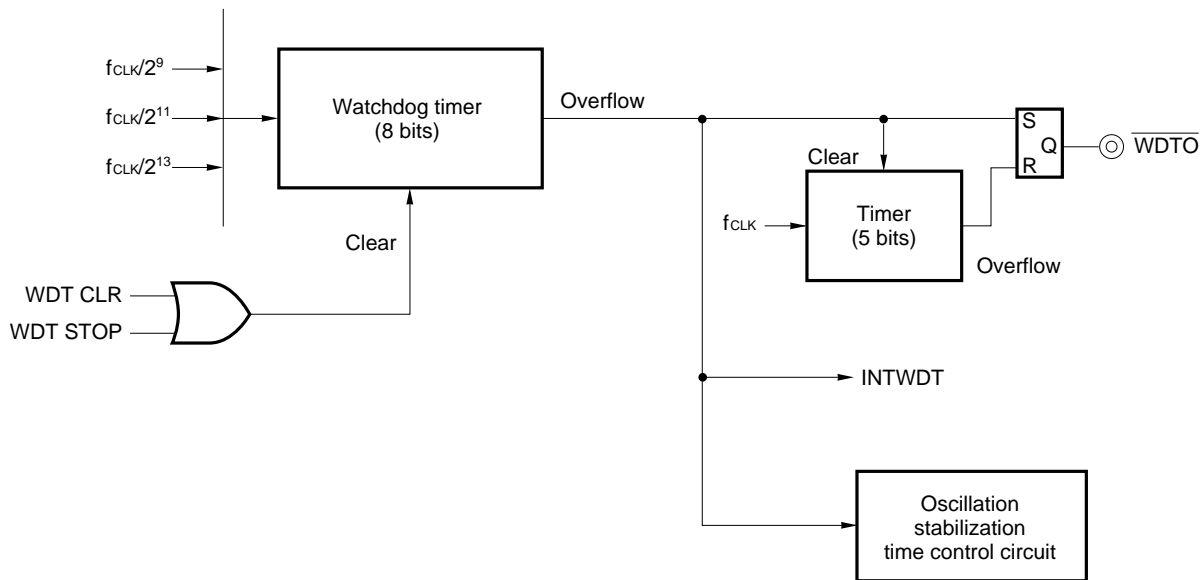 fCLK/2⁹
fCLK/2¹¹
fCLK/2¹³
Watchdog timer
(8 bits)
Overflow
Clear
WDT CLR
WDT STOP
Clear
fCLK
Timer
(5 bits)
Overflow
S
Q
R
WDTO
INTWDT
Oscillation
stabilization
time control circuit